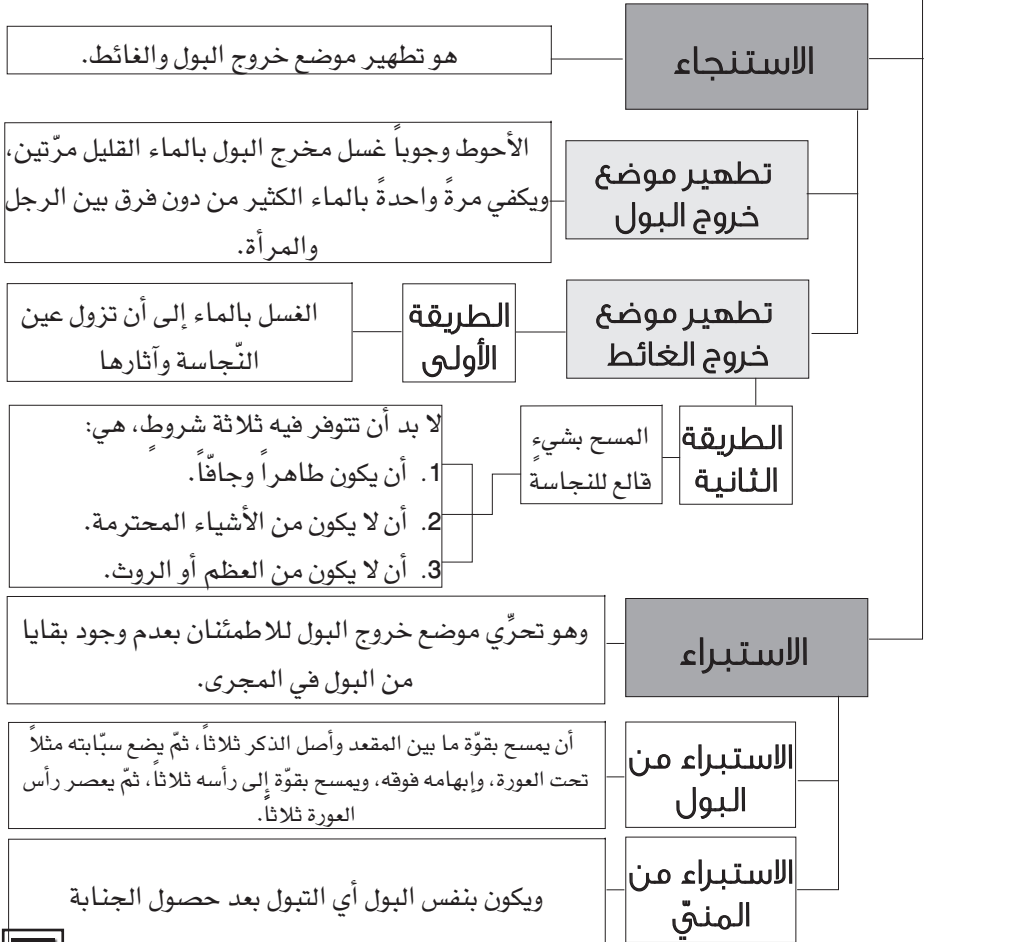 الاستنجاء
هو تطهير موضع خروج البول والغائط.
تطهير موضع
خروج البول
الأحوط وجوباً غسل مخرج البول بالماء القليل مرّتين،
ويكفي مرةً واحدةً بالماء الكثير من دون فرق بين الرجل
والمرأة.
تطهير موضع
خروج الغائط
الطريقة
الأولى
الغسل بالماء إلى أن تزول عين
النّجاسة وآثارها
الطريقة
الثانية
المسح بشيءٍ
قالع للنجاسة
لا بد أن تتوفر فيه ثلاثة شروطٍ، هي:
1. أن يكون طاهراً وجافّاً.
2. أن لا يكون من الأشياء المحترمة.
3. أن لا يكون من العظم أو الروث.
الاستبراء
وهو تحرِّي موضع خروج البول للاطمئنان بعدم وجود بقايا
من البول في المجرى.
الاستبراء من
البول
أن يمسح بقوّة ما بين المقعد وأصل الذكر ثلاثاً، ثمّ يضع سبّابته مثلاً
تحت العورة، وإبهامه فوقه، ويمسح بقوّة إلى رأسه ثلاثاً، ثمّ يعصر رأس
العورة ثلاثاً.
الاستبراء من
المنيّ
ويكون بنفس البول أي التبول بعد حصول الجنابة